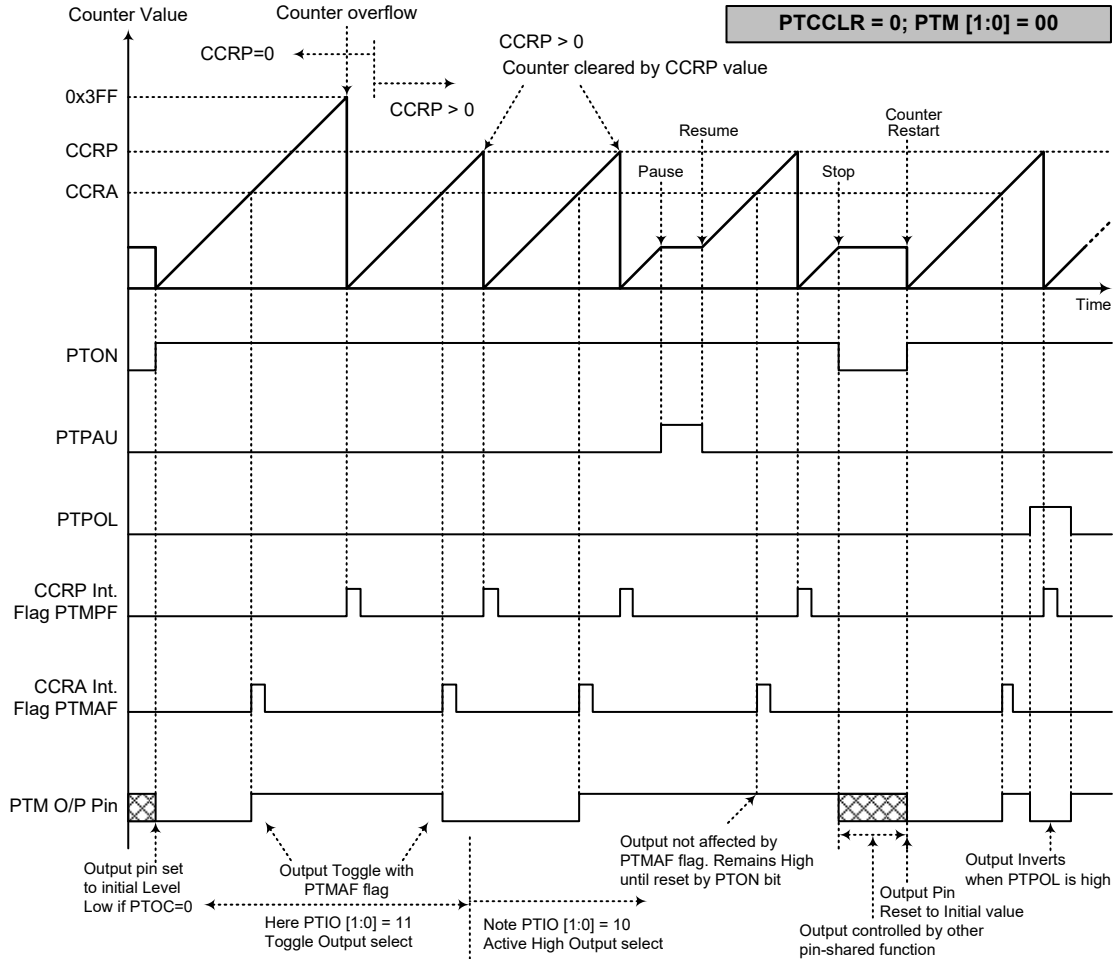 Counter Value
Counter overflow
PTCCLR = 0; PTM [1:0] = 00
CCRP=0
CCRP > 0
CCRP > 0
Counter cleared by CCRP value
0x3FF
CCRP
CCRA
Pause
Resume
Stop
Counter
Restart
Time
PTON
PTPAU
PTPOL
CCRP Int.
Flag PTMPF
CCRA Int.
Flag PTMAF
PTM O/P Pin
Output pin set
to initial Level
Low if PTOC=0
Output Toggle with
PTMAF flag
Here PTIO [1:0] = 11
Toggle Output select
Note PTIO [1:0] = 10
Active High Output select
Output not affected by
PTMAF flag. Remains High
until reset by PTON bit
Output controlled by other
pin-shared function
Output Pin
Reset to Initial value
Output Inverts
when PTPOL is high